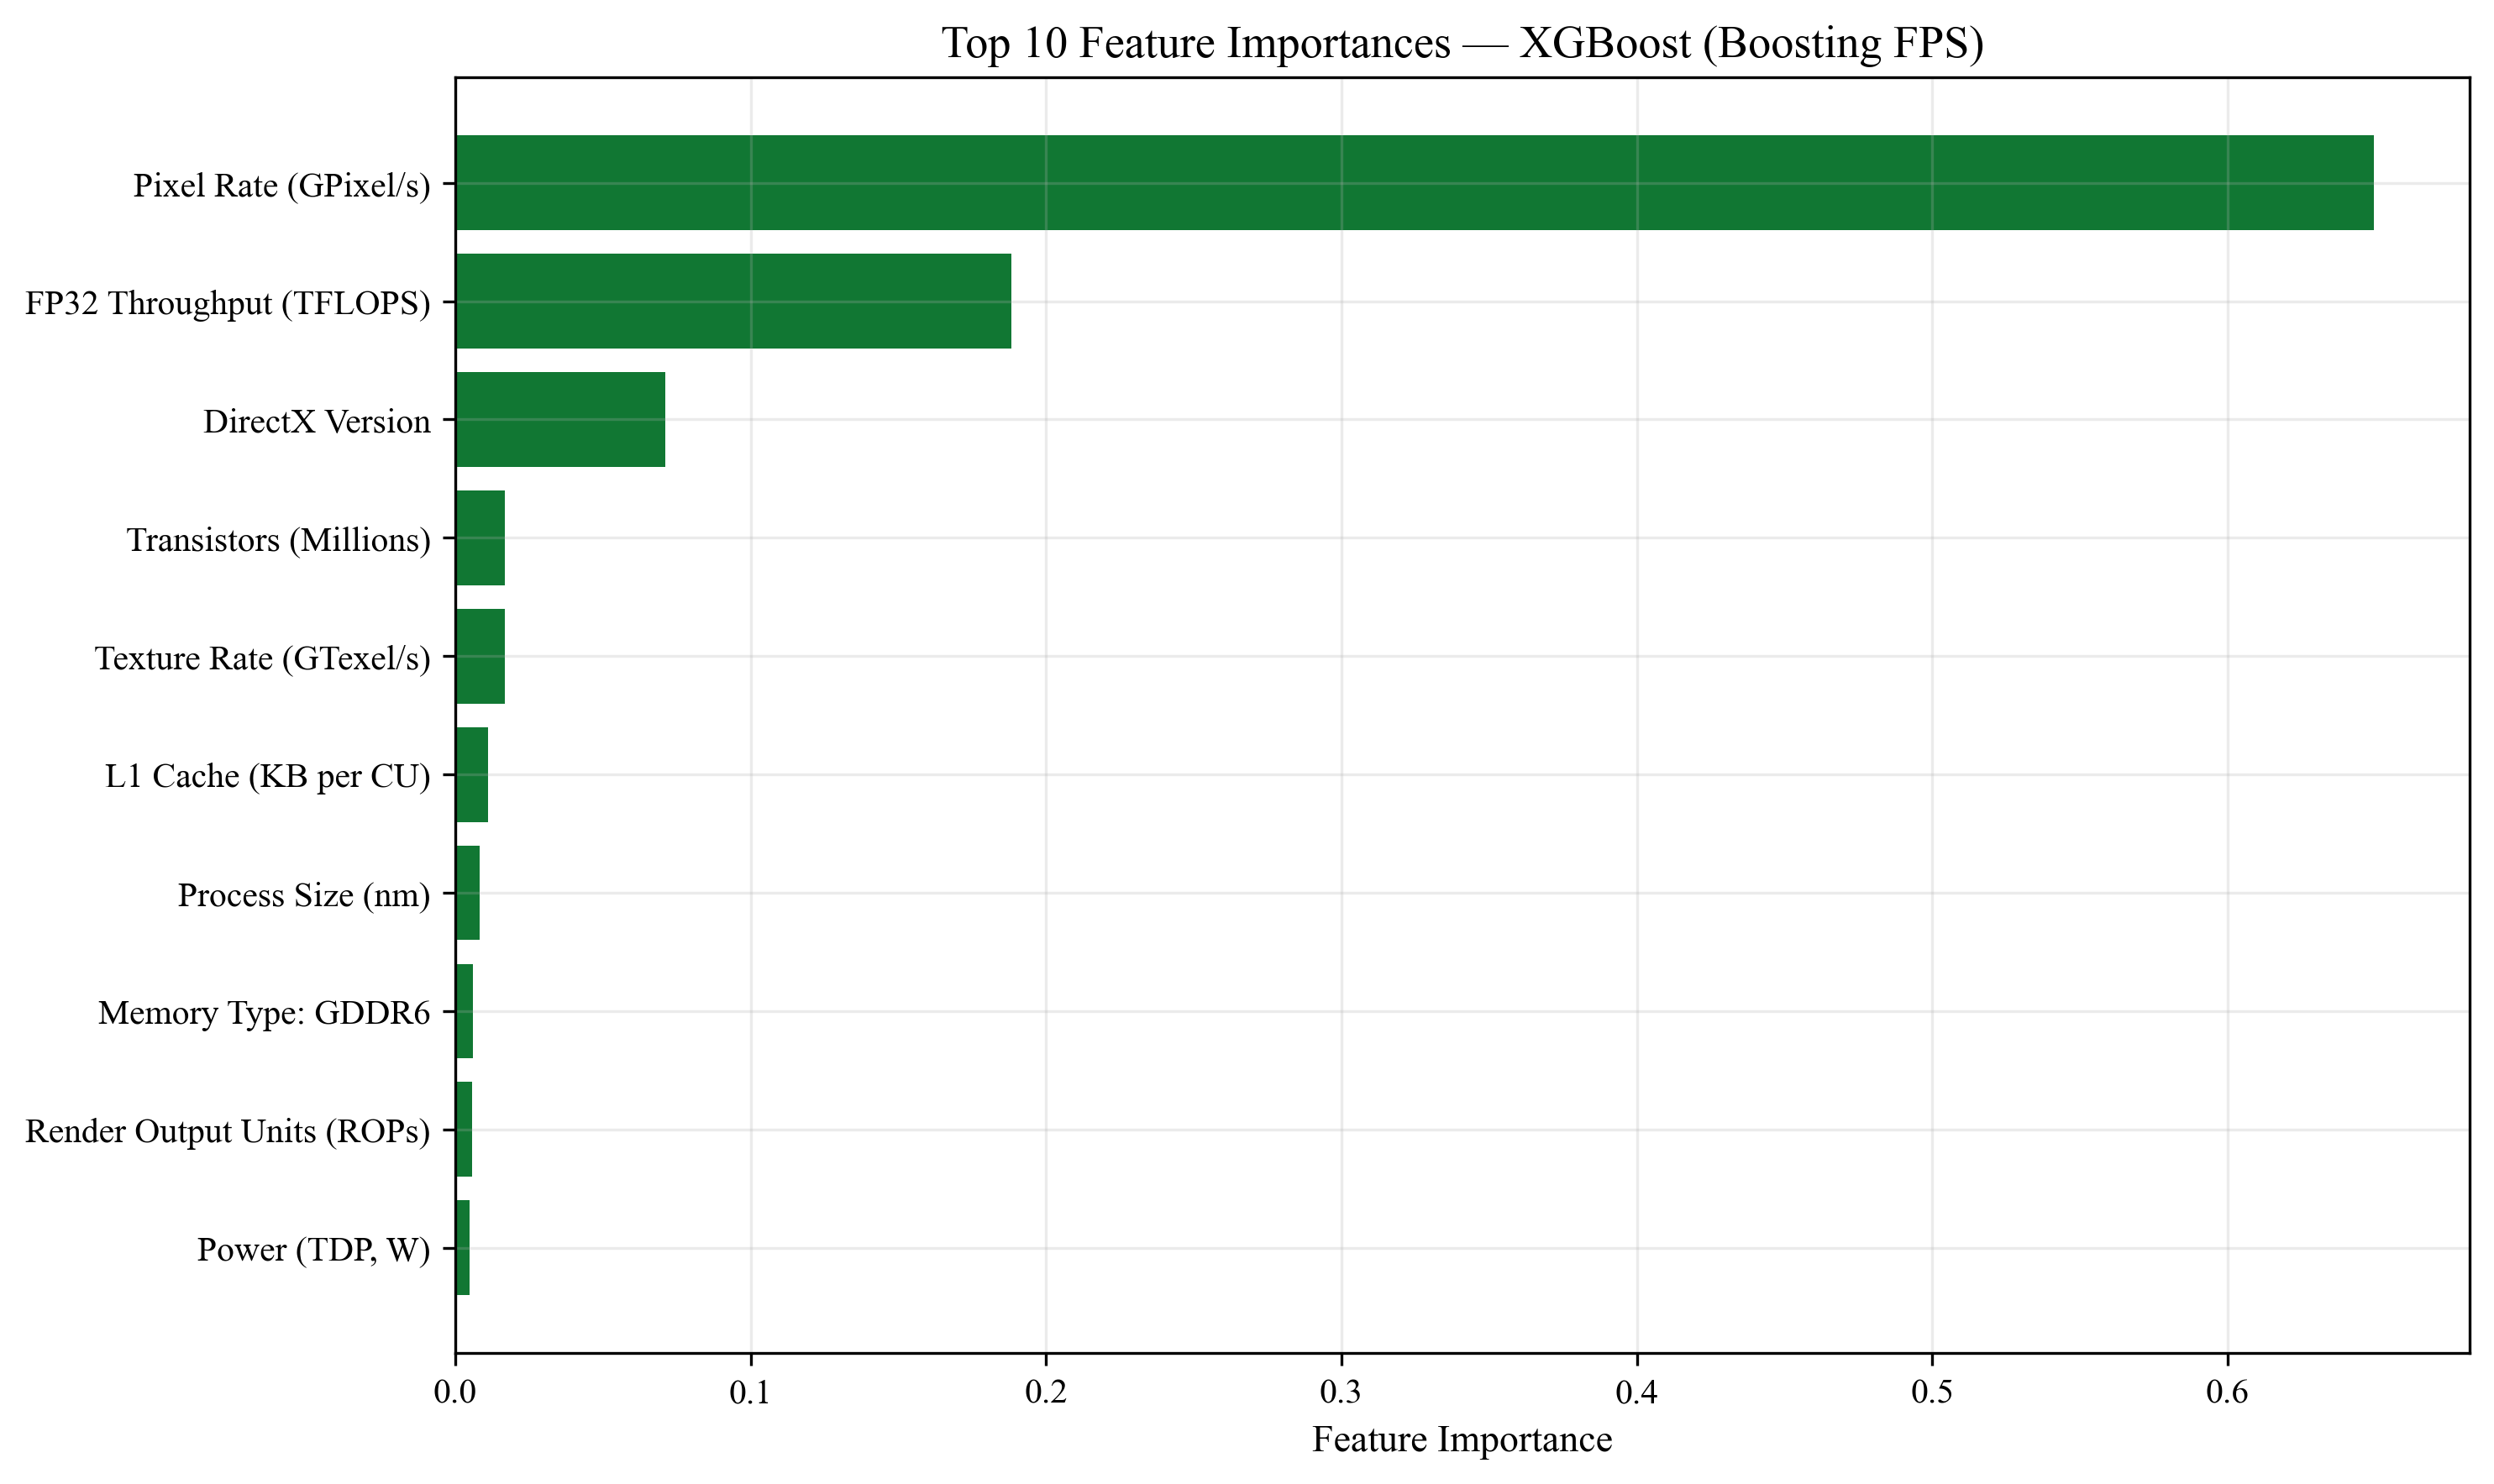 Top 10 Feature Importances — XGBoost (Boosting FPS)
Pixel Rate (GPixel/s)
FP32 Throughput (TFLOPS)
DirectX Version
Transistors (Millions)
Texture Rate (GTexel/s)
L1 Cache (KB per CU)
Process Size (nm)
Memory Type: GDDR6
Render Output Units (ROPs)
Power (TDP, W)
0.0 0.1 0.2 0.3 0.4 0.5 0.6
Feature Importance